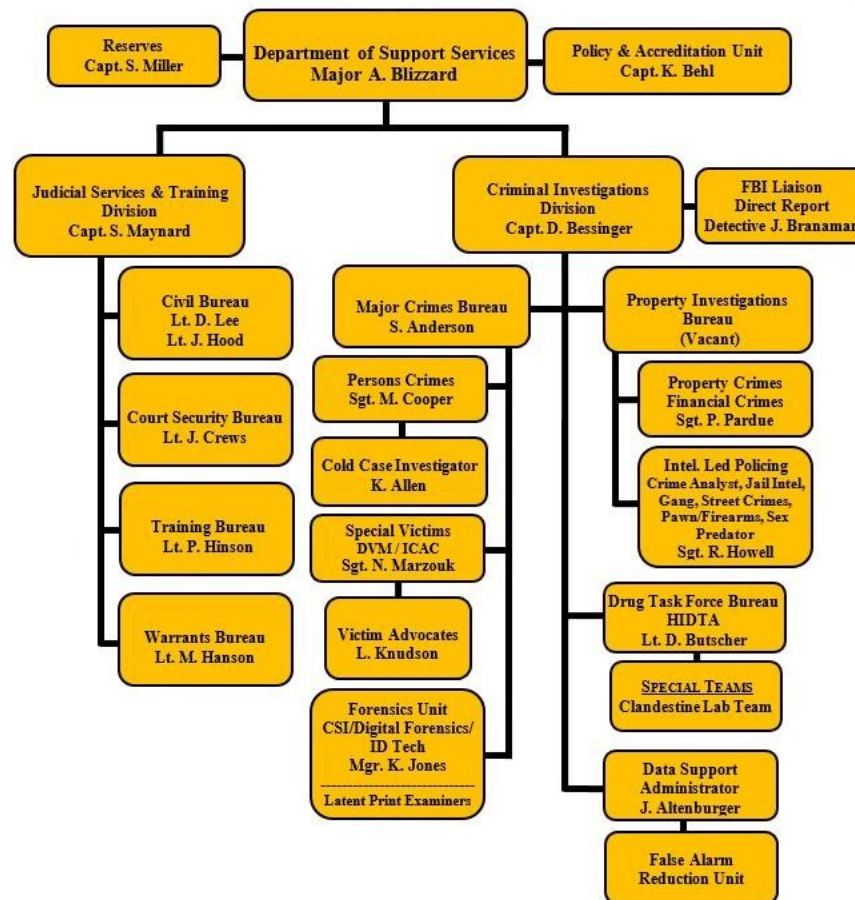 Reserves
Capt. S. Miller
Department of Support Services
Major A. Blizzard
Policy & Accreditation Unit
Capt. K. Behl
Judicial Services & Training
Division
Capt. S. Maynard
Criminal Investigations
Division
Capt. D. Bessinger
FBI Liaison
Direct Report
Detective J. Branaman
Civil Bureau
Lt. D. Lee
Lt. J. Hood
Court Security Bureau
Lt. J. Crews
Training Bureau
Lt. P. Hinson
Warrants Bureau
Lt. M. Hanson
Major Crimes Bureau
S. Anderson
Persons Crimes
Sgt. M. Cooper
Cold Case Investigator
K. Allen
Special Victims
DVM / ICAC
Sgt. N. Marzouk
Victim Advocates
L. Knudson
Forensics Unit
CSI/Digital Forensics/
ID Tech
Mgr. K. Jones
Latent Print Examiners
Property Investigations
Bureau
(Vacant)
Property Crimes
Financial Crimes
Sgt. P. Pardue
Intel. Led Policing
Crime Analyst, Jail Intel,
Gang, Street Crimes,
Pawn/Firearms, Sex
Predator
Sgt. R. Howell
Drug Task Force Bureau
HIDTA
Lt. D. Butscher
SPECIAL TEAMS
Clandestine Lab Team
Data Support
Administrator
J. Altenburger
False Alarm
Reduction Unit